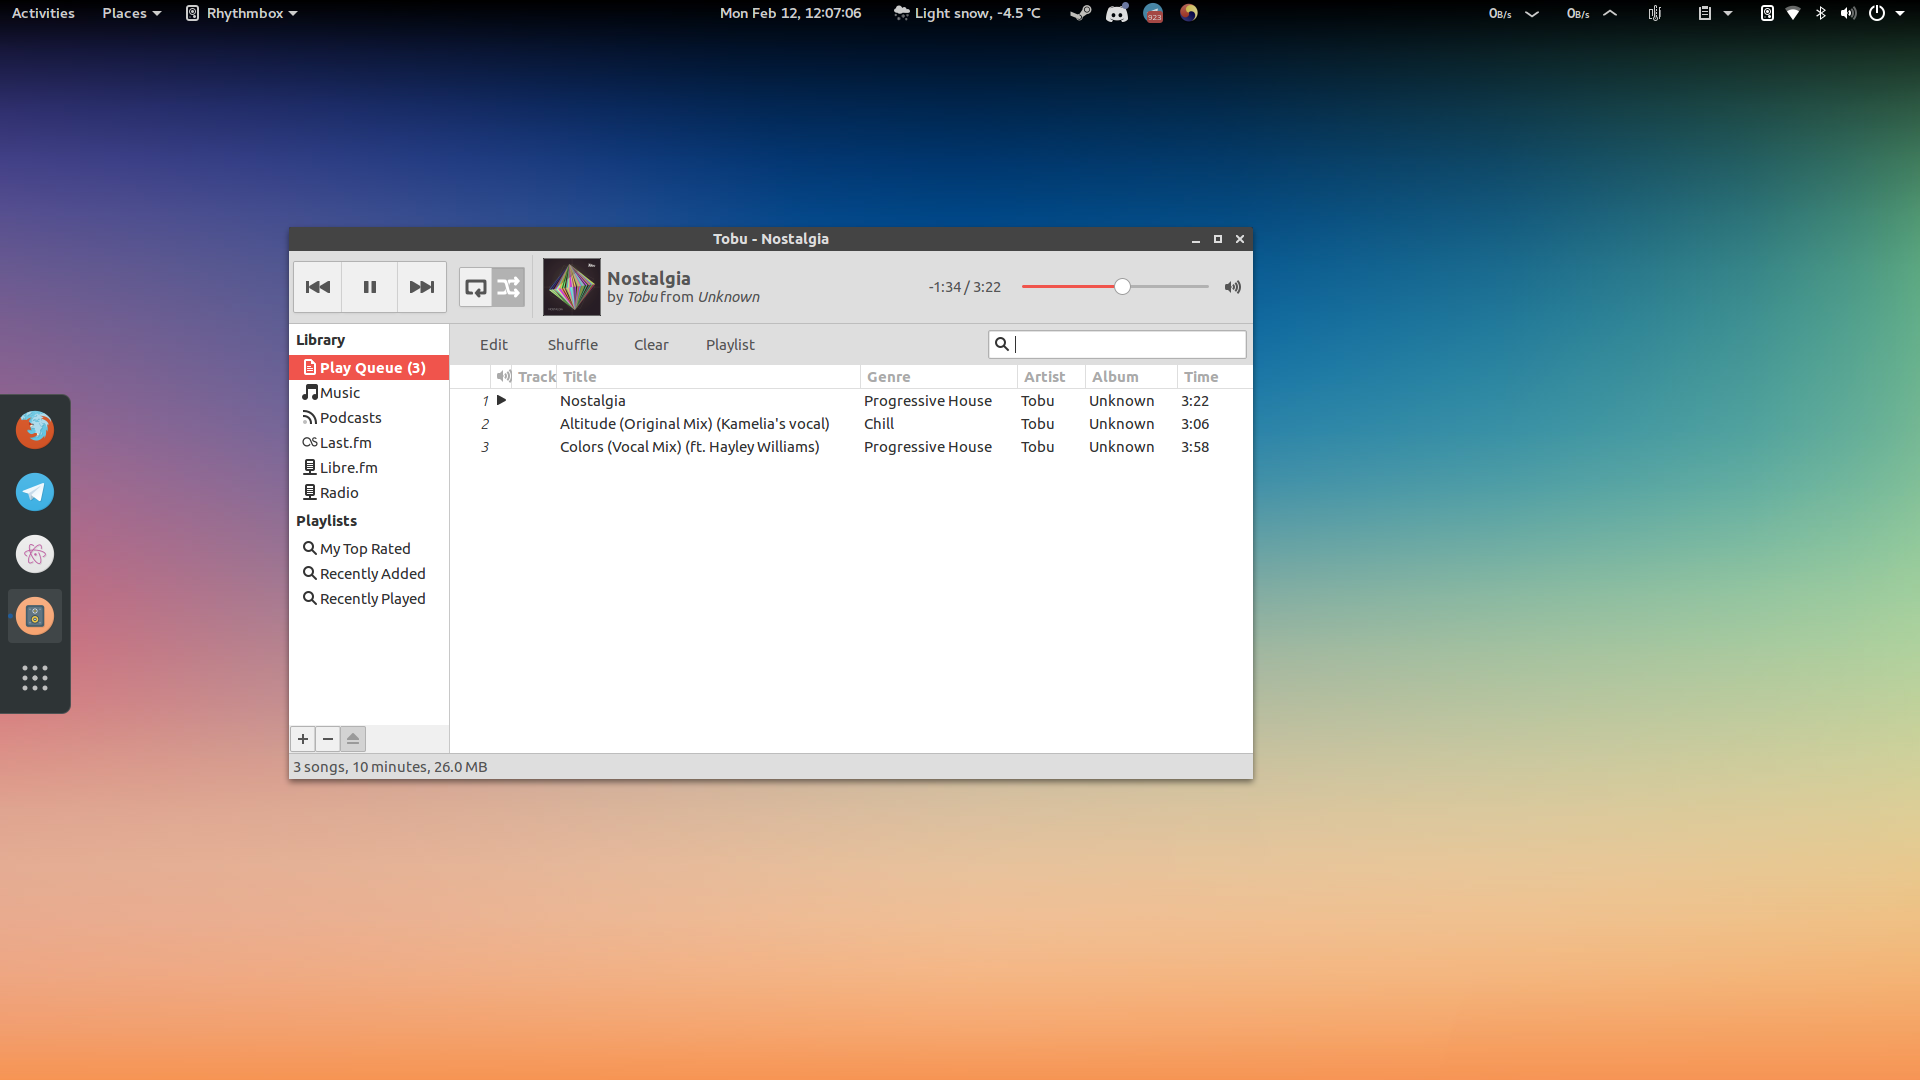 Activities Places Rhythmbox Mon Feb 12, 12:07:06 Light snow, -4.5 °C 923 0B/s 0B/s
Tobu - Nostalgia
Nostalgia
by Tobu from Unknown
-1:34 / 3:22
Library
Play Queue (3)
Music
Podcasts
Last.fm
Libre.fm
Radio
Playlists
My Top Rated
Recently Added
Recently Played
Edit Shuffle Clear Playlist
Track Title Genre Artist Album Time
1 Nostalgia Progressive House Tobu Unknown 3:22
2 Altitude (Original Mix) (Kamelia's vocal) Chill Tobu Unknown 3:06
3 Colors (Vocal Mix) (ft. Hayley Williams) Progressive House Tobu Unknown 3:58
3 songs, 10 minutes, 26.0 MB